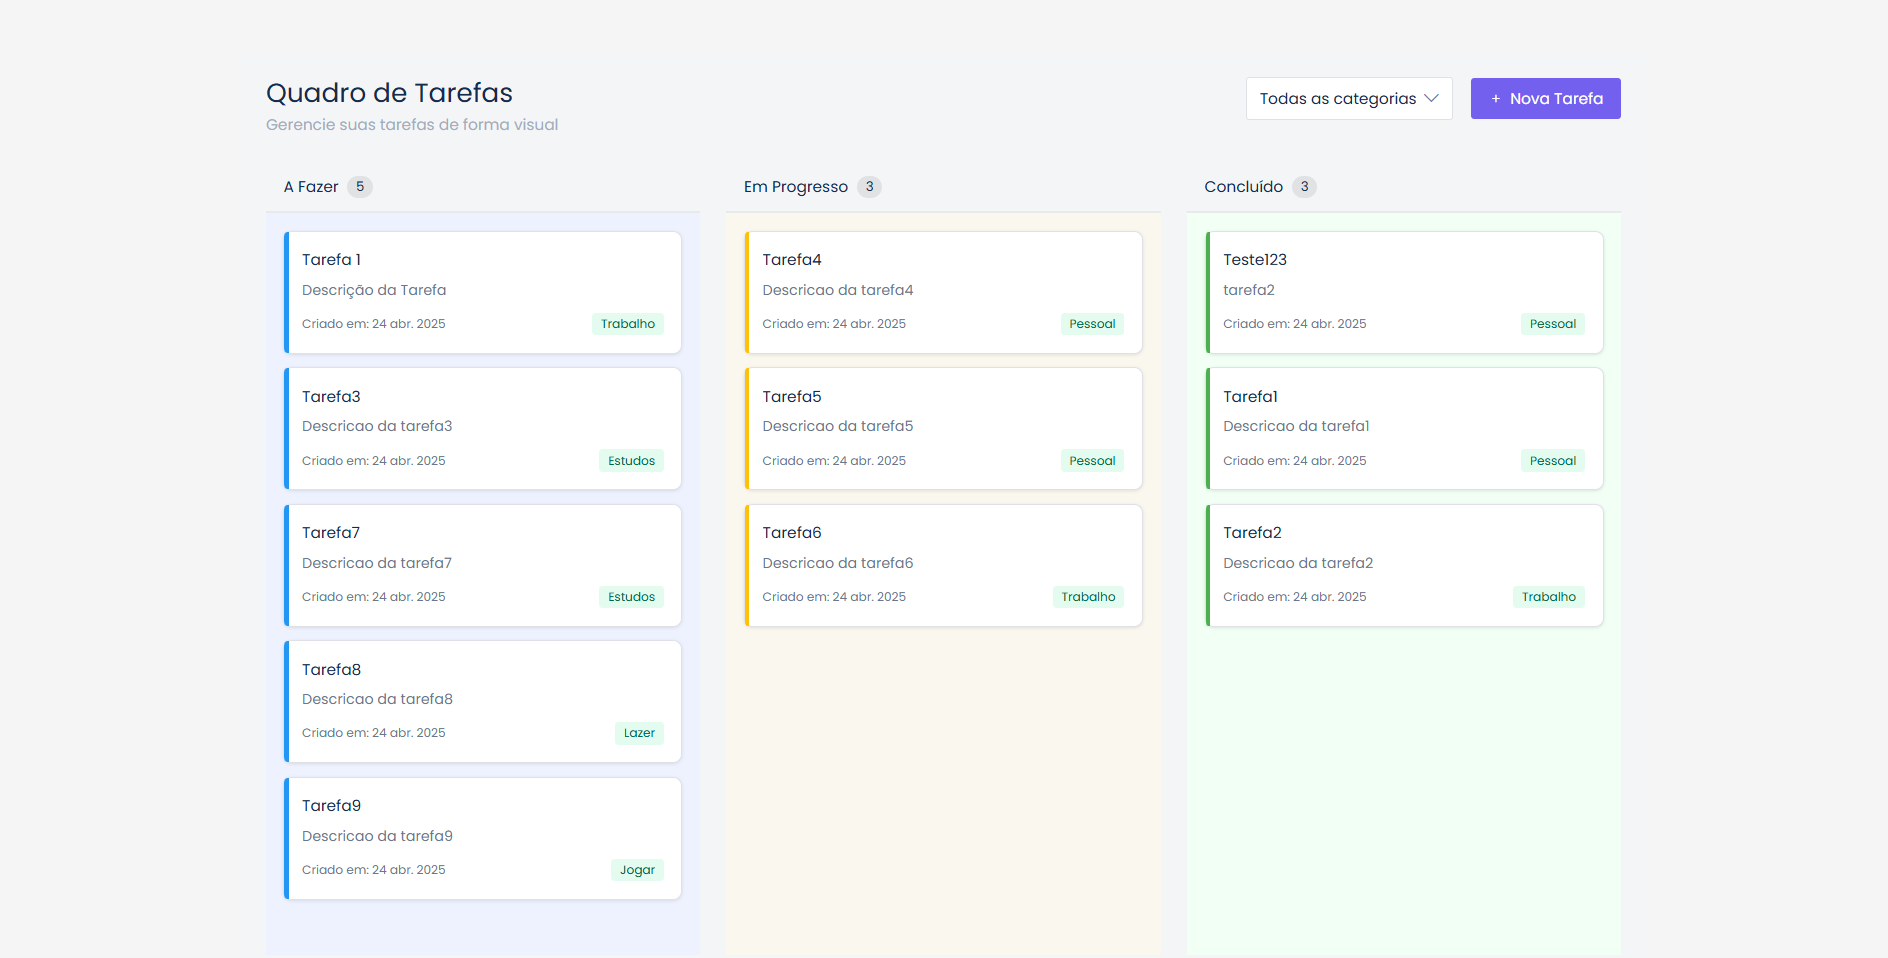 Quadro de Tarefas
Gerencie suas tarefas de forma visual
Todas as categorias
+ Nova Tarefa
A Fazer 5
Tarefa 1
Descrição da Tarefa
Criado em: 24 abr. 2025 Trabalho
Tarefa3
Descricao da tarefa3
Criado em: 24 abr. 2025 Estudos
Tarefa7
Descricao da tarefa7
Criado em: 24 abr. 2025 Estudos
Tarefa8
Descricao da tarefa8
Criado em: 24 abr. 2025 Lazer
Tarefa9
Descricao da tarefa9
Criado em: 24 abr. 2025 Jogar
Em Progresso 3
Tarefa4
Descricao da tarefa4
Criado em: 24 abr. 2025 Pessoal
Tarefa5
Descricao da tarefa5
Criado em: 24 abr. 2025 Pessoal
Tarefa6
Descricao da tarefa6
Criado em: 24 abr. 2025 Trabalho
Concluído 3
Teste123
tarefa2
Criado em: 24 abr. 2025 Pessoal
Tarefa1
Descricao da tarefa1
Criado em: 24 abr. 2025 Pessoal
Tarefa2
Descricao da tarefa2
Criado em: 24 abr. 2025 Trabalho